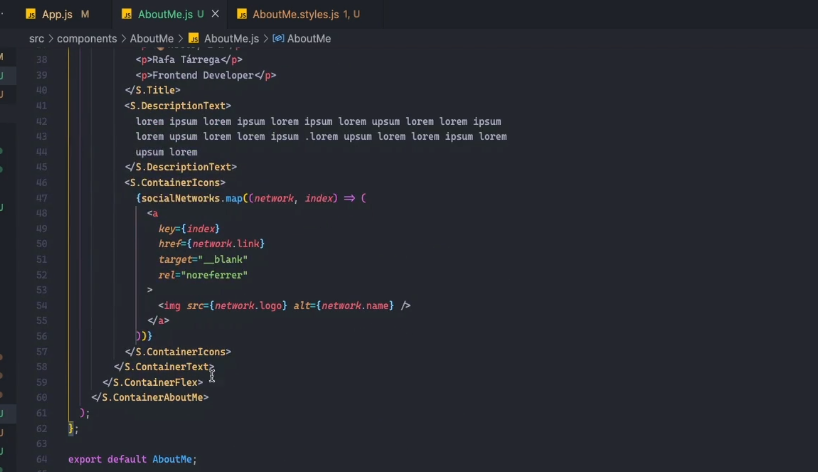 App.js M AboutMe.js U AboutMe.styles.js 1, U
src > components > AboutMe > AboutMe.js > AboutMe
38 <p>Rafa Tárrega</p>
39 <p>Frontend Developer</p>
40 </S.Title>
41 <S.DescriptionText>
42 lorem ipsum lorem ipsum lorem ipsum lorem upsum lorem lorem ipsum
43 lorem upsum lorem lorem ipsum .lorem upsum lorem lorem ipsum lorem
44 upsum lorem
45 </S.DescriptionText>
46 <S.ContainerIcons>
47 {socialNetworks.map((network, index) => (
48 <a
49 key={index}
50 href={network.link}
51 target="__blank"
52 rel="noreferrer"
53 >
54 <img src={network.logo} alt={network.name} />
55 </a>
56 ))}
57 </S.ContainerIcons>
58 </S.ContainerText>
59 </S.ContainerFlex>
60 </S.ContainerAboutMe>
61 );
62 };
63
64 export default AboutMe;